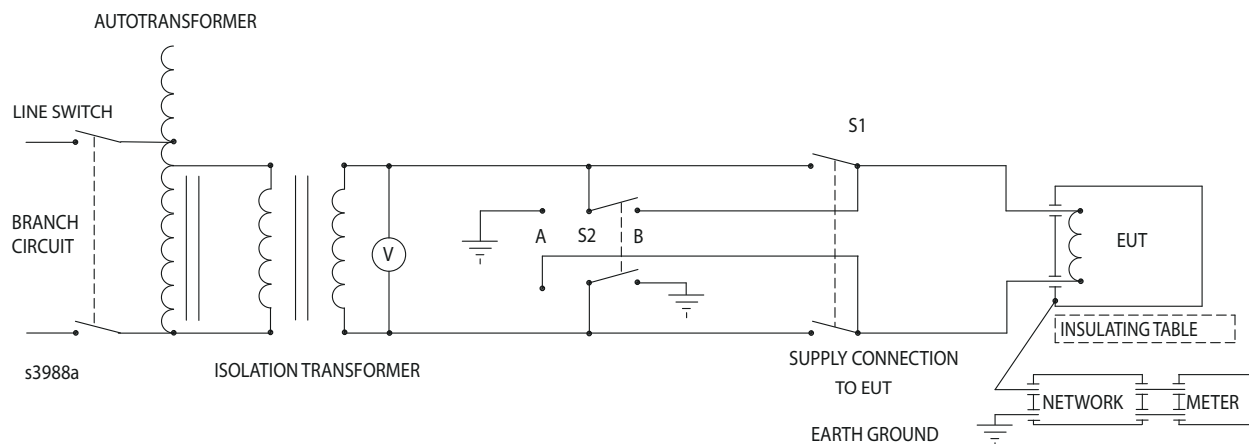 AUTOTRANSFORMER
LINE SWITCH
S1
BRANCH
CIRCUIT
V
A
S2
B
EUT
INSULATING TABLE
s3988a
ISOLATION TRANSFORMER
SUPPLY CONNECTION
TO EUT
NETWORK
METER
EARTH GROUND